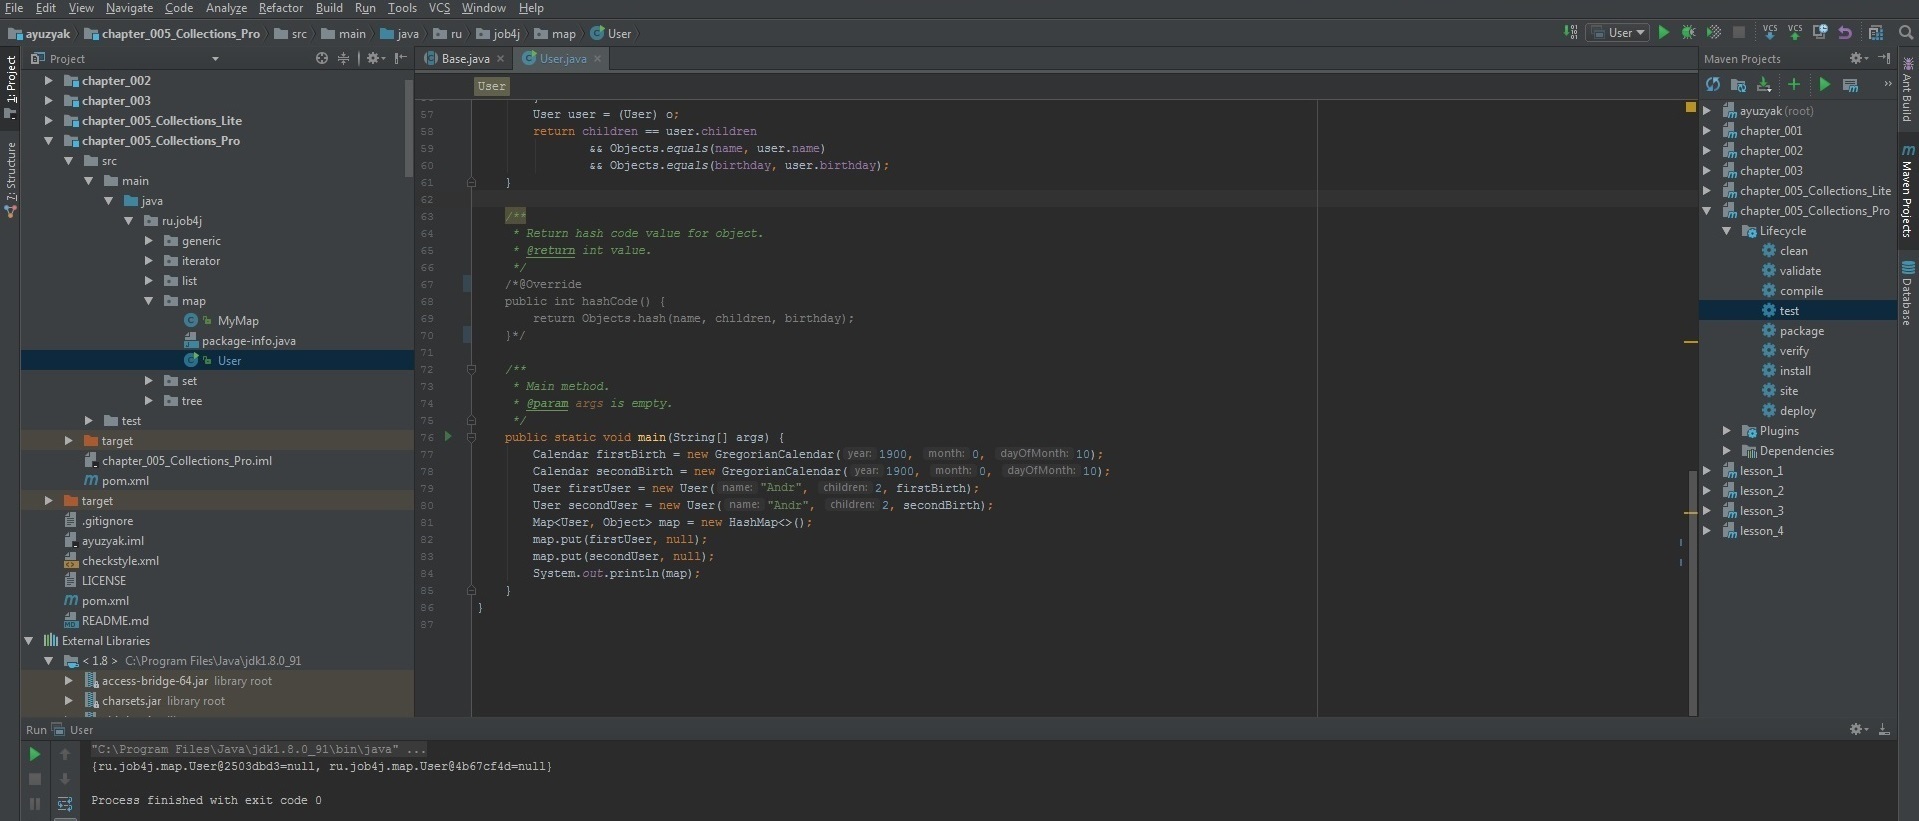 File Edit View Navigate Code Analyze Refactor Build Run Tools VCS Window Help
ayuzyak chapter_005_Collections_Pro src main java ru job4j map User
User
VCS VCS
Project
chapter_002
chapter_003
chapter_005_Collections_Lite
chapter_005_Collections_Pro
src
main
java
ru.job4j
generic
iterator
list
map
MyMap
package-info.java
User
set
tree
test
target
chapter_005_Collections_Pro.iml
pom.xml
target
.gitignore
ayuzyak.iml
checkstyle.xml
LICENSE
pom.xml
README.md
External Libraries
< 1.8 > C:\Program Files\Java\jdk1.8.0_91
access-bridge-64.jar library root
charsets.jar library root
1: Project
7: Structure
Base.java User.java
User
57 User user = (User) o;
58 return children == user.children
59 && Objects.equals(name, user.name)
60 && Objects.equals(birthday, user.birthday);
61 }
62
63 /**
64 * Return hash code value for object.
65 * @return int value.
66 */
67 /*@Override
68 public int hashCode() {
69 return Objects.hash(name, children, birthday);
70 }*/
71
72 /**
73 * Main method.
74 * @param args is empty.
75 */
76 public static void main(String[] args) {
77 Calendar firstBirth = new GregorianCalendar( year: 1900, month: 0, dayOfMonth: 10);
78 Calendar secondBirth = new GregorianCalendar( year: 1900, month: 0, dayOfMonth: 10);
79 User firstUser = new User( name: "Andr", children: 2, firstBirth);
80 User secondUser = new User( name: "Andr", children: 2, secondBirth);
81 Map<User, Object> map = new HashMap<>();
82 map.put(firstUser, null);
83 map.put(secondUser, null);
84 System.out.println(map);
85 }
86 }
87
Maven Projects
ayuzyak (root)
chapter_001
chapter_002
chapter_003
chapter_005_Collections_Lite
chapter_005_Collections_Pro
Lifecycle
clean
validate
compile
test
package
verify
install
site
deploy
Plugins
Dependencies
lesson_1
lesson_2
lesson_3
lesson_4
Ant Build
Maven Projects
Database
Run User
"C:\Program Files\Java\jdk1.8.0_91\bin\java" ...
{ru.job4j.map.User@2503dbd3=null, ru.job4j.map.User@4b67cf4d=null}
Process finished with exit code 0